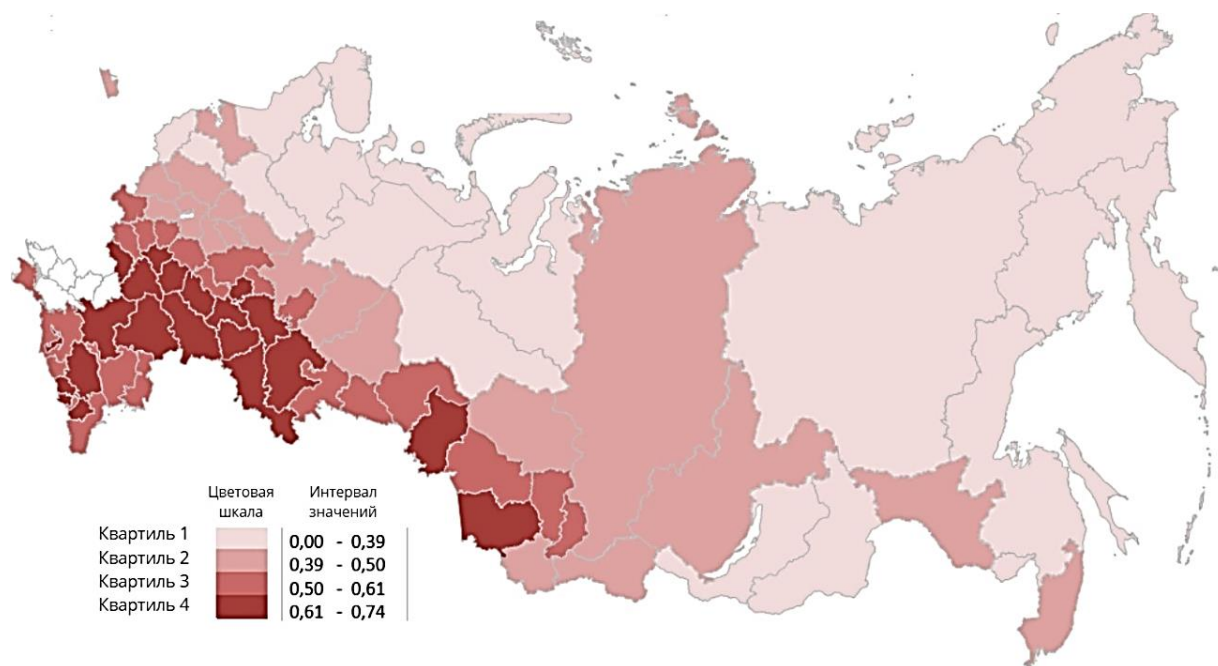 Цветовая шкала
Интервал значений
Квартиль 1 0,00 - 0,39
Квартиль 2 0,39 - 0,50
Квартиль 3 0,50 - 0,61
Квартиль 4 0,61 - 0,74